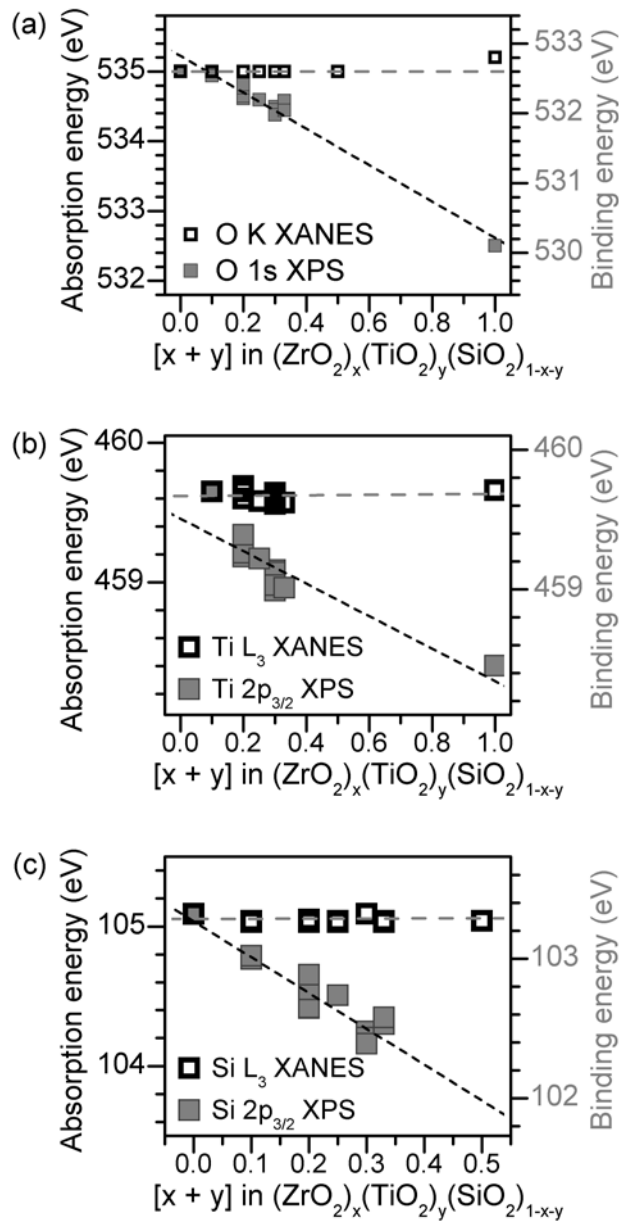 (a)
Absorption energy (eV)
535
534
533
532
533
532
531
530
Binding energy (eV)
O K XANES
O 1s XPS
0.0 0.2 0.4 0.6 0.8 1.0
[x + y] in (ZrO₂)ₓ(TiO₂)ᵧ(SiO₂)₁₋ₓ₋ᵧ
(b)
Absorption energy (eV)
460
459
460
459
Binding energy (eV)
Ti L₃ XANES
Ti 2p₃/₂ XPS
0.0 0.2 0.4 0.6 0.8 1.0
[x + y] in (ZrO₂)ₓ(TiO₂)ᵧ(SiO₂)₁₋ₓ₋ᵧ
(c)
Absorption energy (eV)
105
104
103
102
Binding energy (eV)
Si L₃ XANES
Si 2p₃/₂ XPS
0.0 0.1 0.2 0.3 0.4 0.5
[x + y] in (ZrO₂)ₓ(TiO₂)ᵧ(SiO₂)₁₋ₓ₋ᵧ